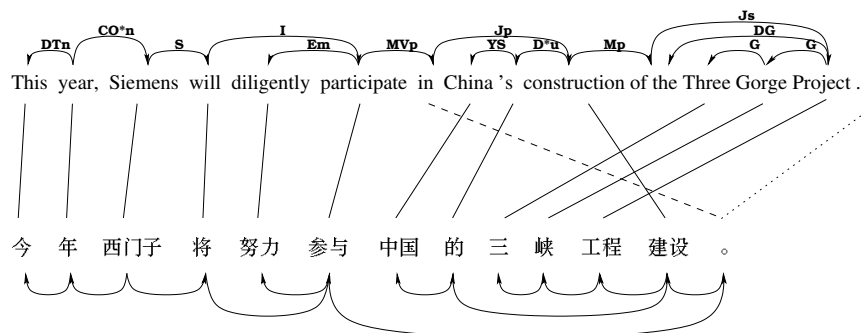 Js
CO*n I Jp DG
DTn S Em MVp YS D*u Mp G G
This year, Siemens will diligently participate in China 's construction of the Three Gorge Project .
今 年 西门子 将 努力 参与 中国 的 三 峡 工程 建设 。